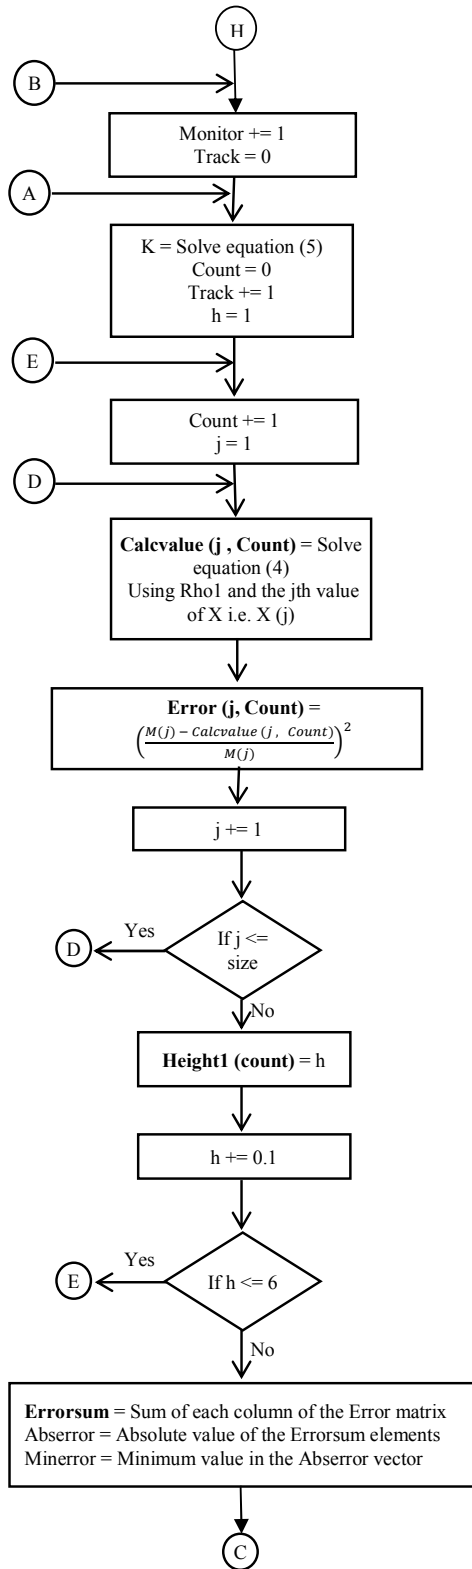 H
B
Monitor += 1
Track = 0
A
K = Solve equation (5)
Count = 0
Track += 1
h = 1
E
Count += 1
j = 1
D
Calcvalue (j , Count) = Solve
equation (4)
Using Rho1 and the jth value
of X i.e. X (j)
Error (j, Count) =
(M(j) − Calcvalue (j , Count) / M(j))²
j += 1
If j <=
size
Yes
D
No
Height1 (count) = h
h += 0.1
If h <= 6
Yes
E
No
Errorsum = Sum of each column of the Error matrix
Abserror = Absolute value of the Errorsum elements
Minerror = Minimum value in the Abserror vector
C